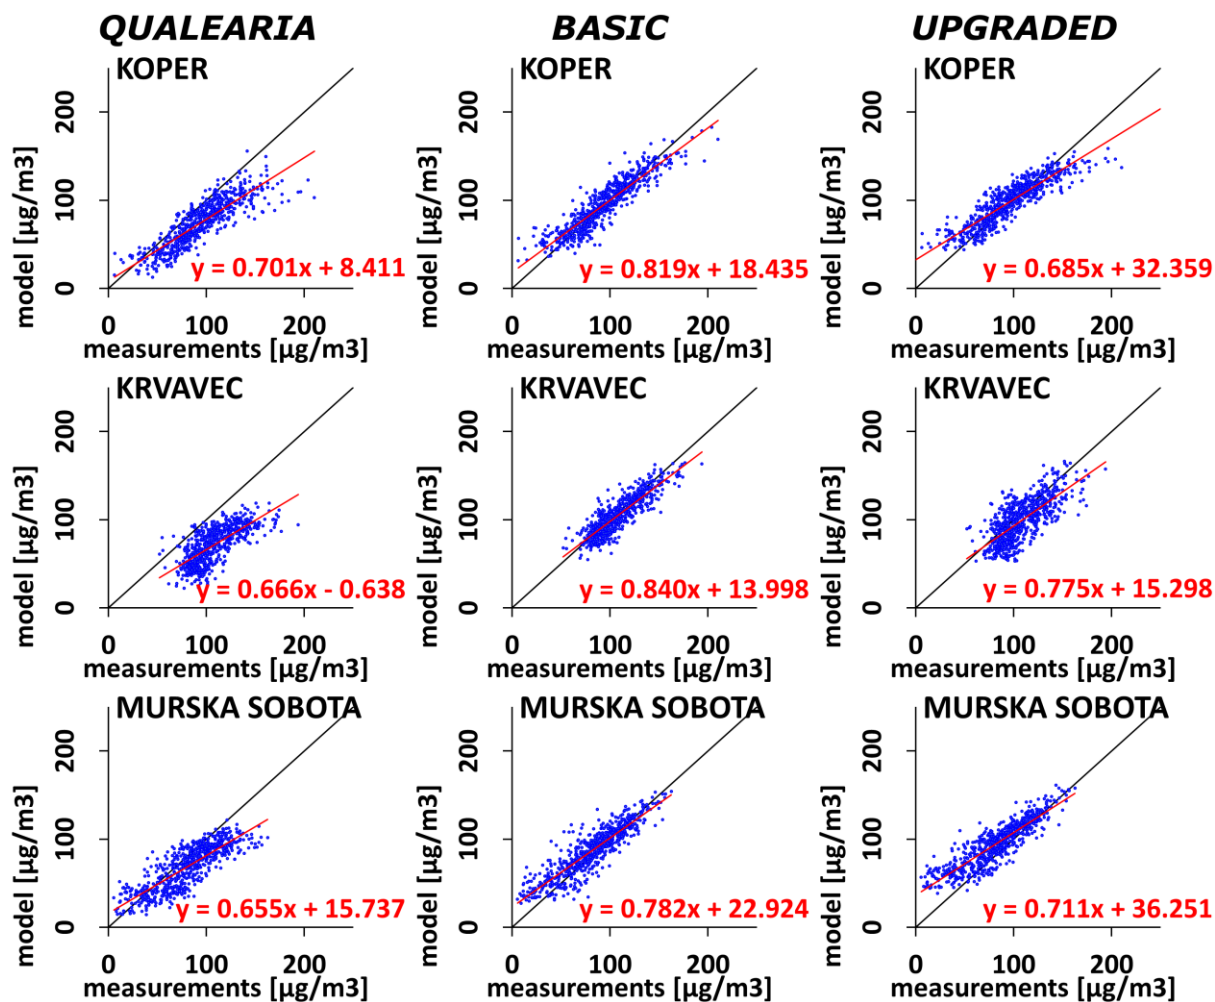 QUALEARIA BASIC UPGRADED
KOPER KOPER KOPER
200 200 200
model [µg/m3] model [µg/m3] model [µg/m3]
100 100 100
y = 0.701x + 8.411 y = 0.819x + 18.435 y = 0.685x + 32.359
0 0 0
0 100 200 0 100 200 0 100 200
measurements [µg/m3] measurements [µg/m3] measurements [µg/m3]
KRVAVEC KRVAVEC KRVAVEC
200 200 200
model [µg/m3] model [µg/m3] model [µg/m3]
100 100 100
y = 0.666x - 0.638 y = 0.840x + 13.998 y = 0.775x + 15.298
0 0 0
0 100 200 0 100 200 0 100 200
measurements [µg/m3] measurements [µg/m3] measurements [µg/m3]
MURSKA SOBOTA MURSKA SOBOTA MURSKA SOBOTA
200 200 200
model [µg/m3] model [µg/m3] model [µg/m3]
100 100 100
y = 0.655x + 15.737 y = 0.782x + 22.924 y = 0.711x + 36.251
0 0 0
0 100 200 0 100 200 0 100 200
measurements [µg/m3] measurements [µg/m3] measurements [µg/m3]